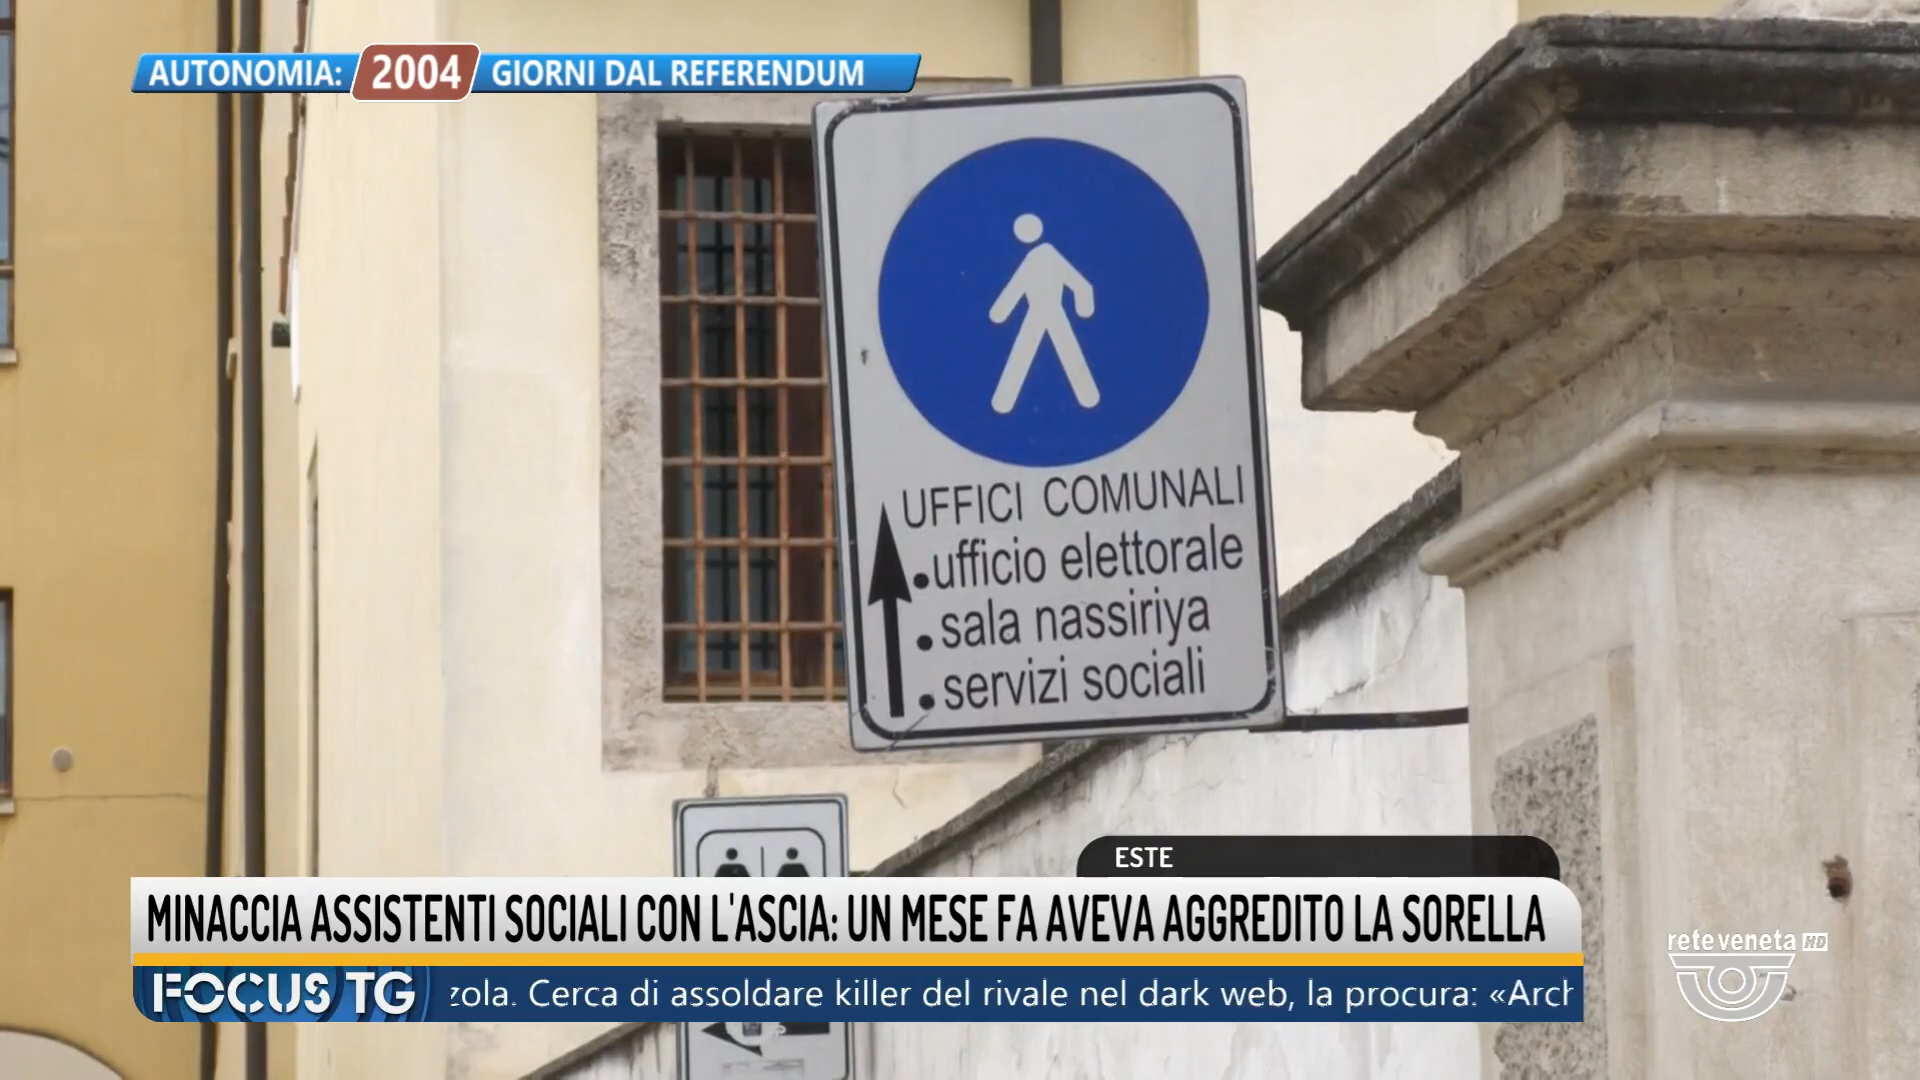 AUTONOMIA: 2004 GIORNI DAL REFERENDUM
UFFICI COMUNALI
.ufficio elettorale
.sala nassiriya
.servizi sociali
ESTE
MINACCIA ASSISTENTI SOCIALI CON L'ASCIA: UN MESE FA AVEVA AGGREDITO LA SORELLA
FOCUS TG
zola. Cerca di assoldare killer del rivale nel dark web, la procura: «Arch
reteveneta HD